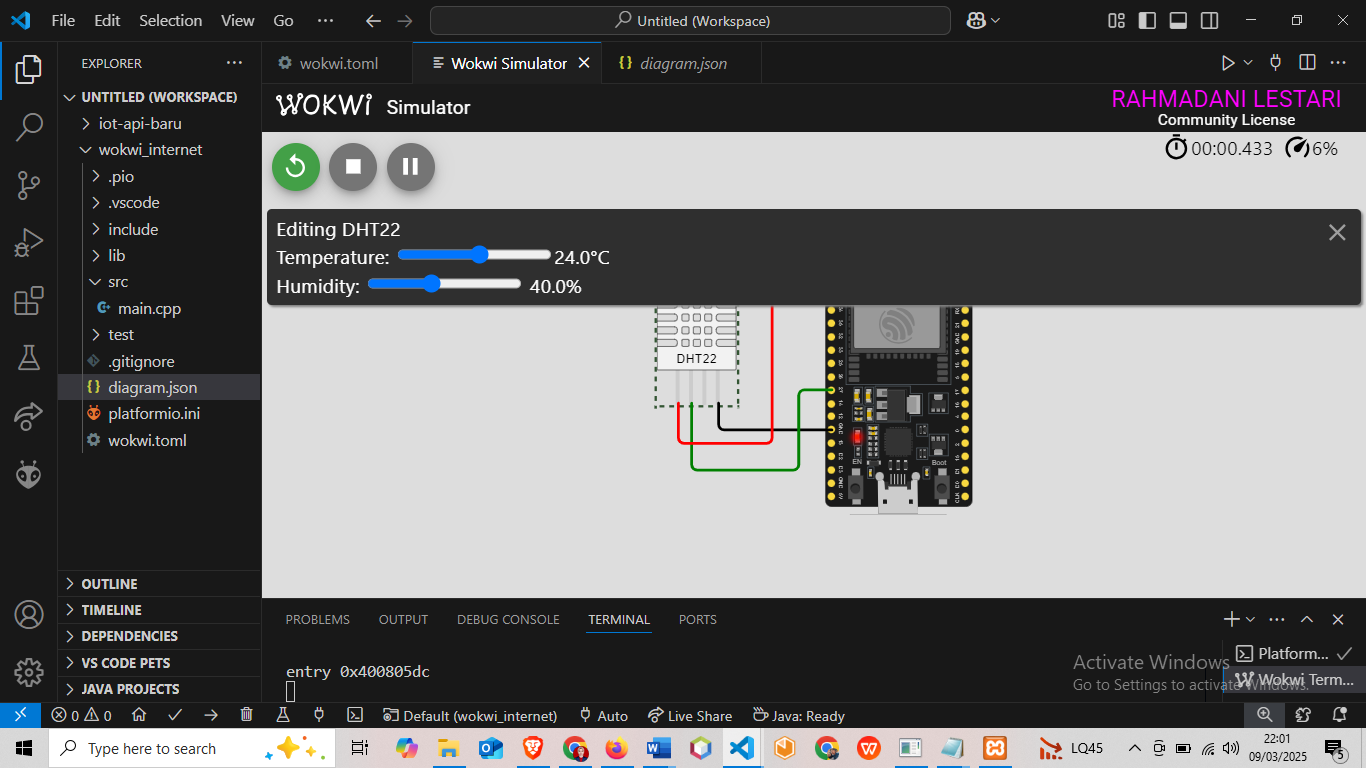 File Edit Selection View Go ··· Untitled (Workspace)
EXPLORER ···
wokwi.toml Wokwi Simulator diagram.json
UNTITLED (WORKSPACE)
iot-api-baru
wokwi_internet
.pio
.vscode
include
lib
src
main.cpp
test
.gitignore
diagram.json
platformio.ini
wokwi.toml
OUTLINE
TIMELINE
DEPENDENCIES
VS CODE PETS
JAVA PROJECTS
WOKWi Simulator
RAHMADANI LESTARI
Community License
00:00.433 6%
Editing DHT22
Temperature: 24.0°C
Humidity: 40.0%
DHT22
EN Boot
PROBLEMS OUTPUT DEBUG CONSOLE TERMINAL PORTS
entry 0x400805dc
Platform...
Wokwi Term...
Activate Windows
Go to Settings to activate Windows.
0 0 Default (wokwi_internet) Auto Live Share Java: Ready
Type here to search
LQ45
22:01
09/03/2025
5